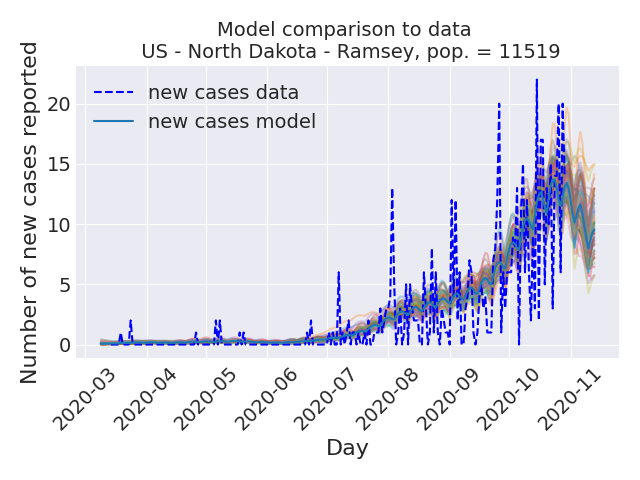 Model comparison to data
US - North Dakota - Ramsey, pop. = 11519
Number of new cases reported
20
15
10
5
0
new cases data
new cases model
2020-03
2020-04
2020-05
2020-06
2020-07
2020-08
2020-09
2020-10
2020-11
Day